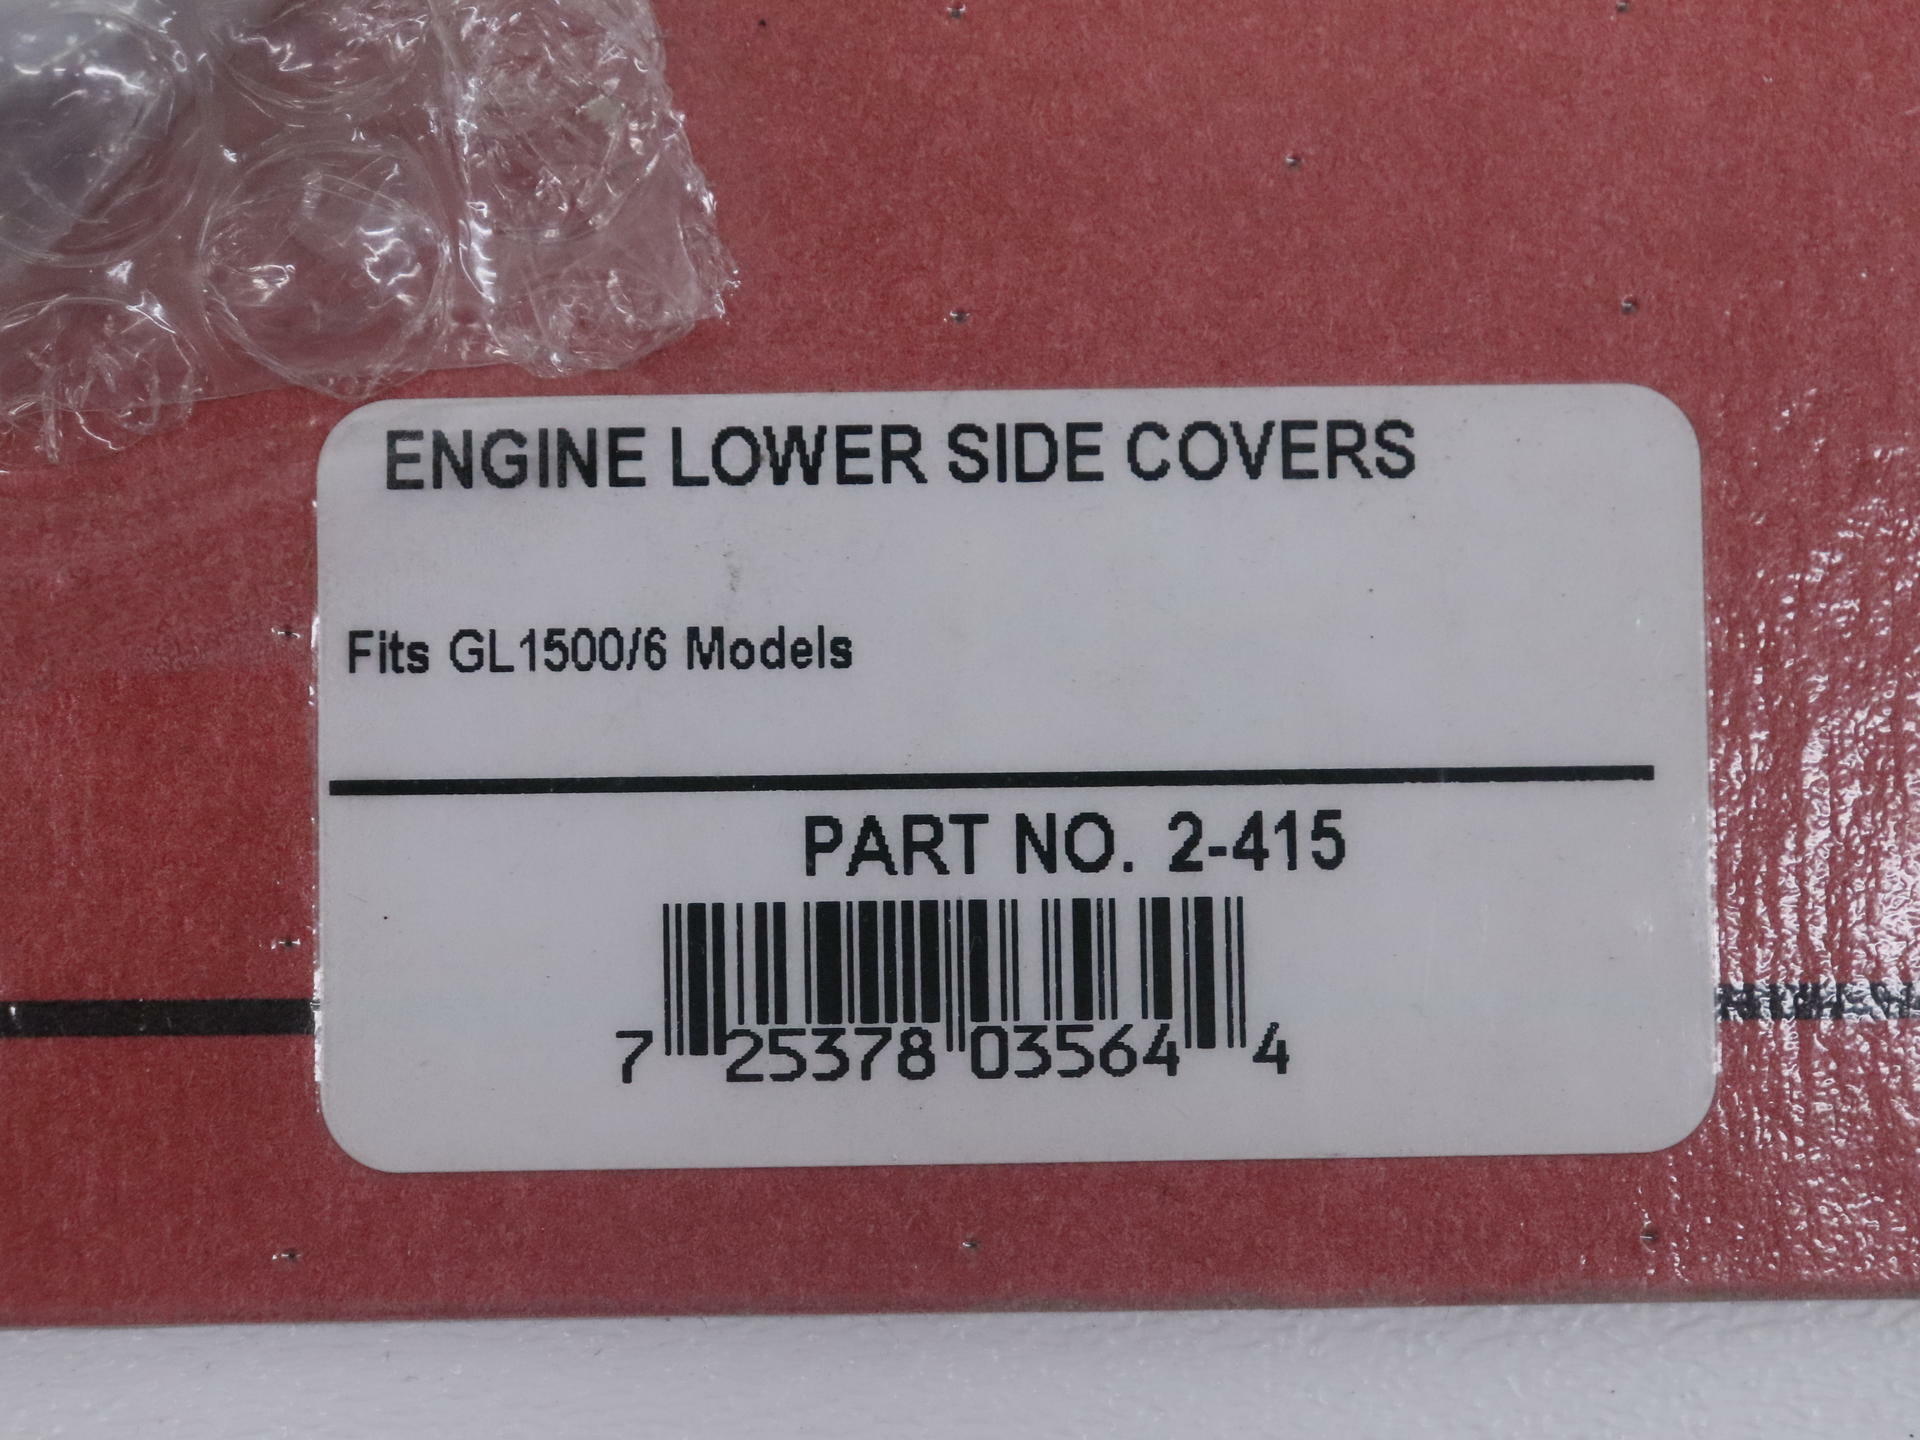 ENGINE LOWER SIDE COVERS
Fits GL1500/6 Models
PART NO. 2-415
7 25378 03564 4